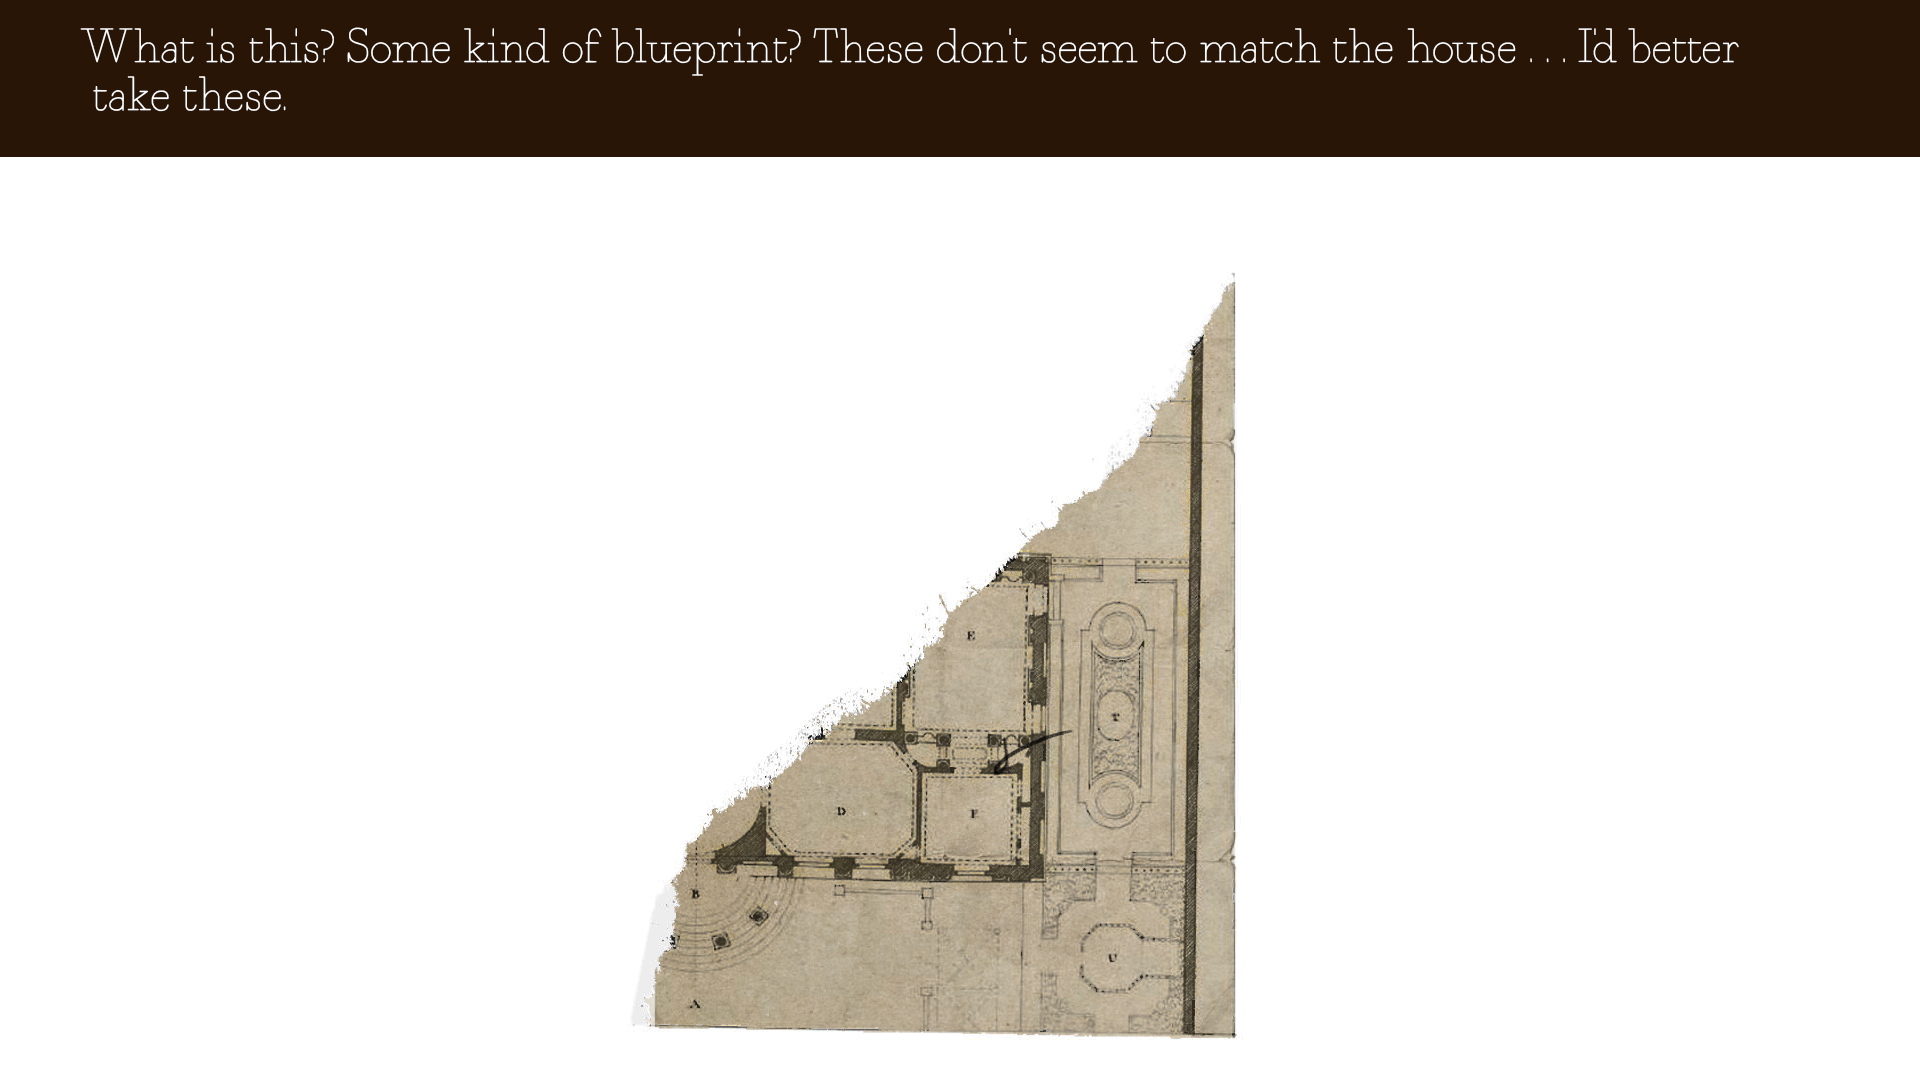 What is this? Some kind of blueprint? These don't seem to match the house . . . I'd better
take these.
E
T
D
F
B
U
A